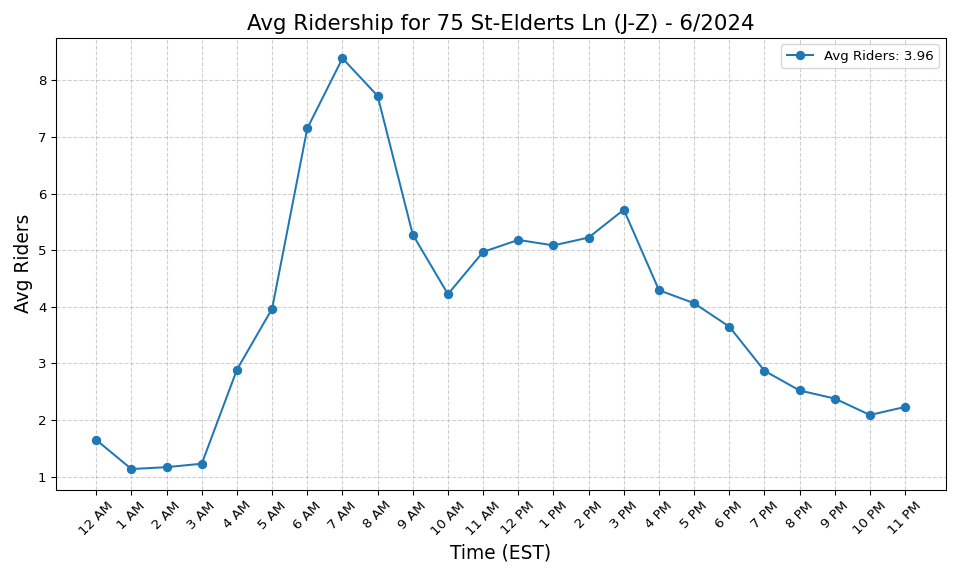 Avg Ridership for 75 St-Elderts Ln (J-Z) - 6/2024
Avg Riders: 3.96
Avg Riders
8
7
6
5
4
3
2
1
12 AM
1 AM
2 AM
3 AM
4 AM
5 AM
6 AM
7 AM
8 AM
9 AM
10 AM
11 AM
12 PM
1 PM
2 PM
3 PM
4 PM
5 PM
6 PM
7 PM
8 PM
9 PM
10 PM
11 PM
Time (EST)